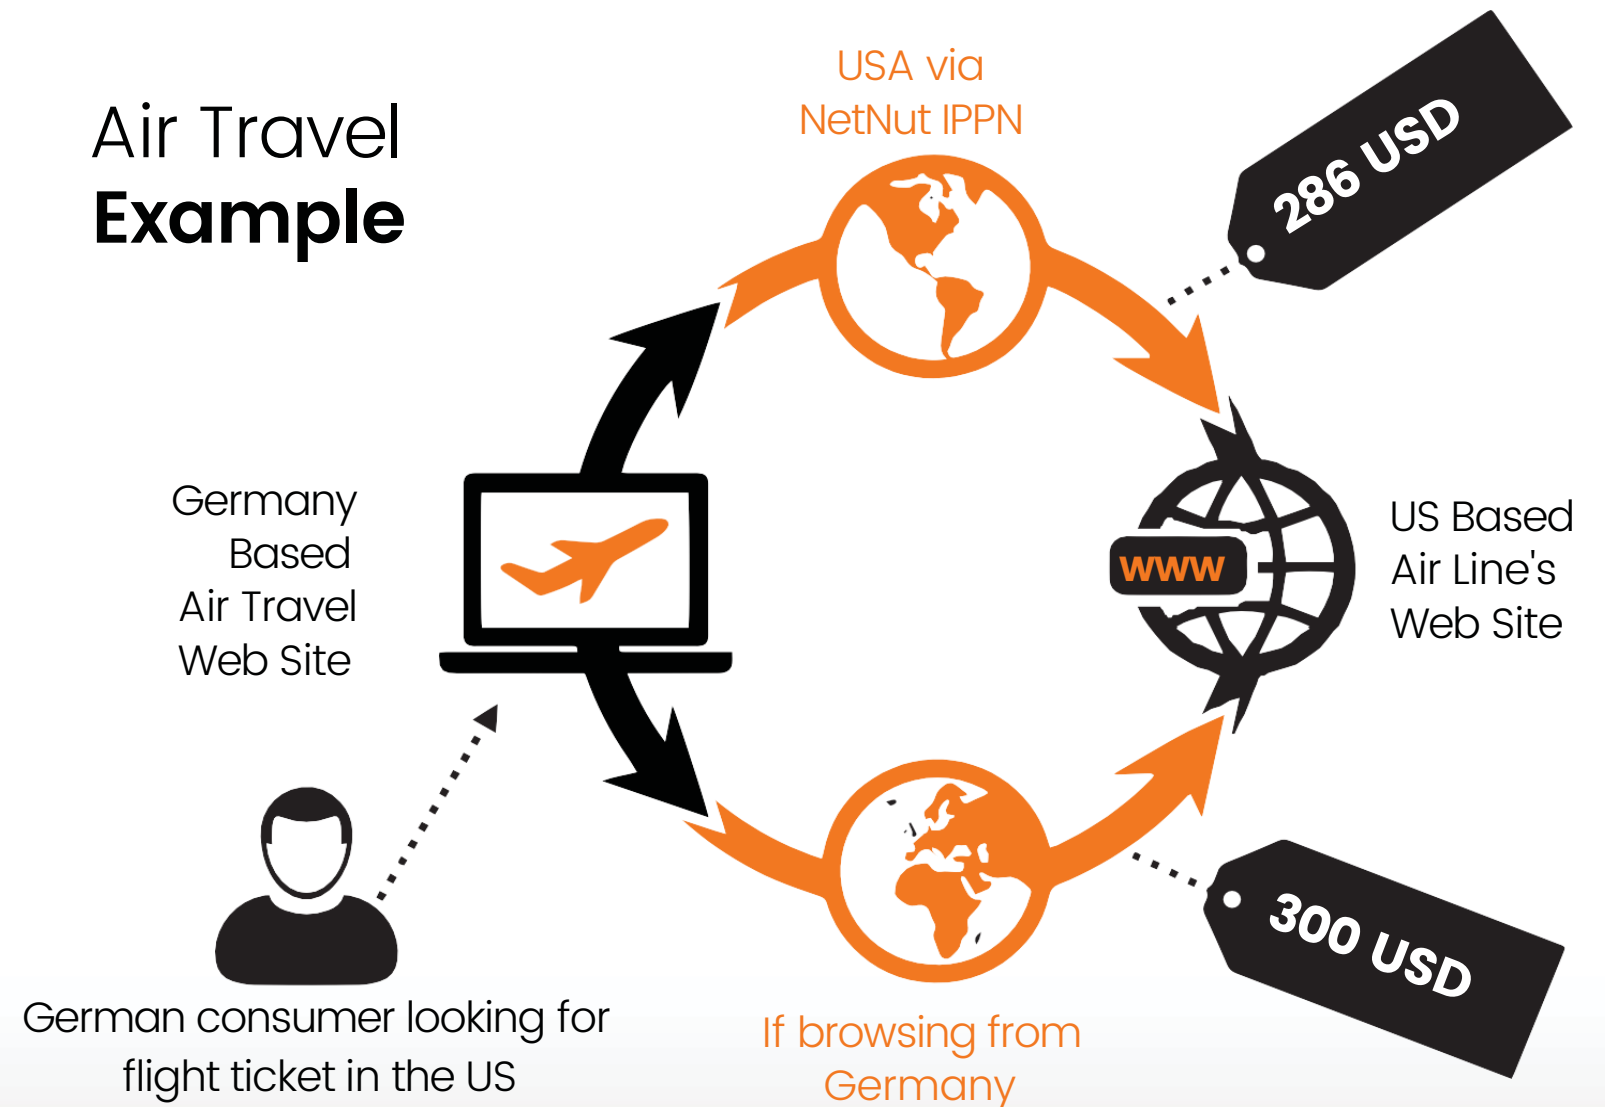 Air Travel
Example
USA via
NetNut IPPN
286 USD
Germany
Based
Air Travel
Web Site
www
US Based
Air Line's
Web Site
300 USD
German consumer looking for
flight ticket in the US
If browsing from
Germany